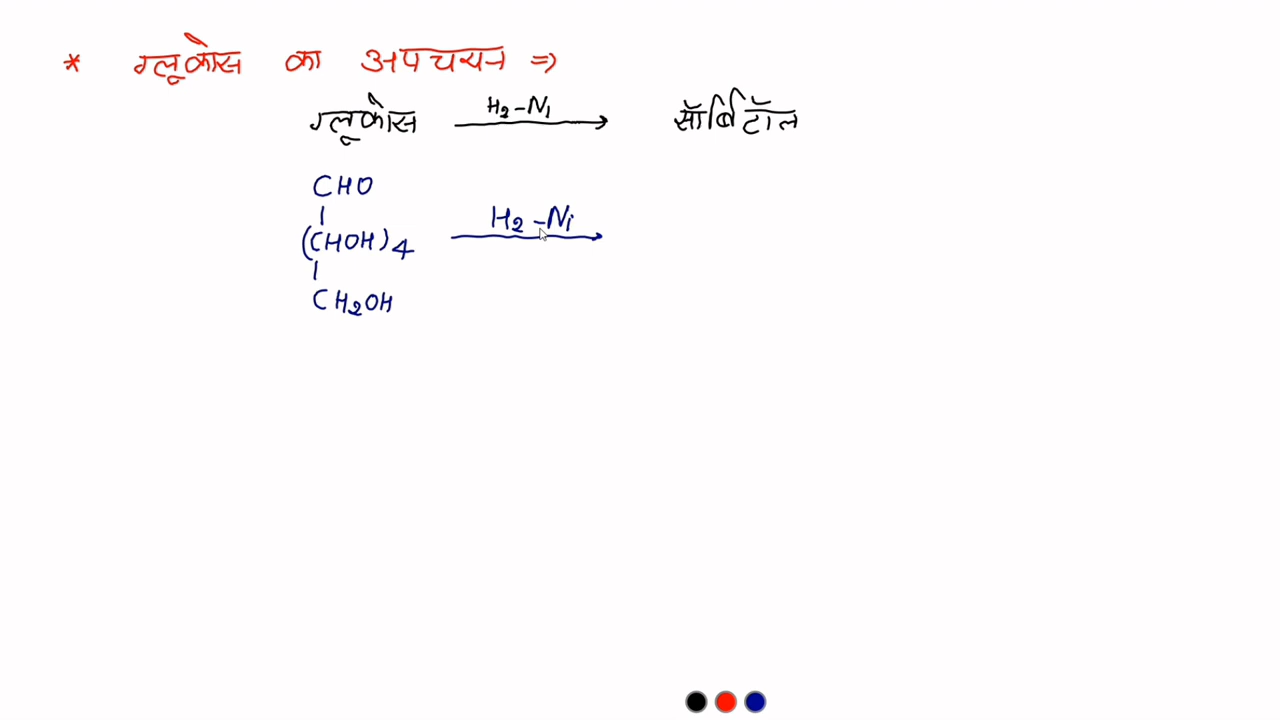 * ग्लूकोस का अपचयन ⇒
ग्लूकोस H2-Ni → सॉर्बिटॉल
CHO
|
(CHOH)4 H2-Ni →
|
CH2OH